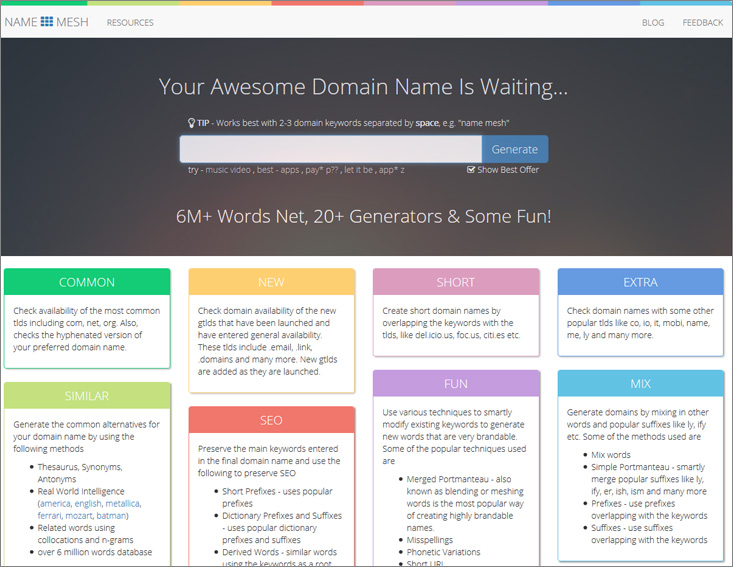 NAME MESH RESOURCES BLOG FEEDBACK
Your Awesome Domain Name Is Waiting...
TIP - Works best with 2-3 domain keywords separated by space, e.g. "name mesh"
Generate
try - music video , best - apps , pay* p?? , let it be , app* z
Show Best Offer
6M+ Words Net, 20+ Generators & Some Fun!
COMMON
Check availability of the most common
tlds including com, net, org. Also,
checks the hyphenated version of
your preferred domain name.
SIMILAR
Generate the common alternatives for
your domain name by using the
following methods
Thesaurus, Synonyms,
Antonyms
Real World Intelligence
(america, english, metallica,
ferrari, mozart, batman)
Related words using
collocations and n-grams
over 6 million words database
NEW
Check domain availability of the new
gtlds that have been launched and
have entered general availability.
These tlds include .email, .link,
.domains and many more. New gtlds
are added as they are launched.
SEO
Preserve the main keywords entered
in the final domain name and use the
following to preserve SEO
Short Prefixes - uses popular
prefixes
Dictionary Prefixes and Suffixes
- uses popular dictionary
prefixes and suffixes
Derived Words - similar words
using the keywords as a root
SHORT
Create short domain names by
overlapping the keywords with the
tlds, like del.icio.us, foc.us, citi.es etc.
FUN
Use various techniques to smartly
modify existing keywords to generate
new words that are very brandable.
Some of the popular techniques used
are
Merged Portmanteau - also
known as blending or meshing
words is the most popular way
of creating highly brandable
names.
Misspellings
Phonetic Variations
Short URL
EXTRA
Check domain names with some other
popular tlds like co, io, it, mobi, name,
me, ly and many more.
MIX
Generate domains by mixing in other
words and popular suffixes like ly, ify
etc. Some of the methods used are
Mix words
Simple Portmanteau - smartly
merge popular suffixes like ly,
ify, er, ish, ism and many more
Prefixes - use prefixes
overlapping with the keywords
Suffixes - use suffixes
overlapping with the keywords